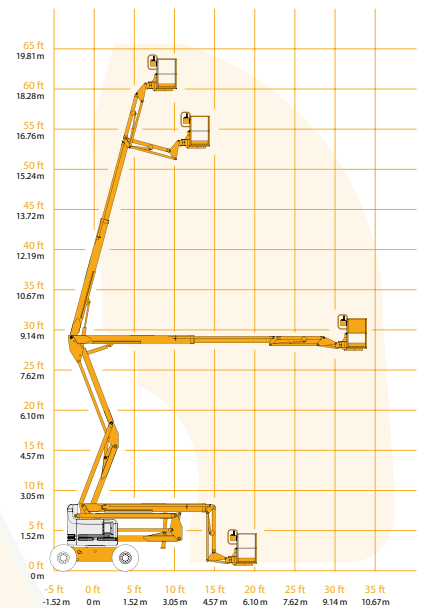 65 ft
19.81 m
60 ft
18.28 m
55 ft
16.76 m
50 ft
15.24 m
45 ft
13.72 m
40 ft
12.19 m
35 ft
10.67 m
30 ft
9.14 m
25 ft
7.62 m
20 ft
6.10 m
15 ft
4.57 m
10 ft
3.05 m
5 ft
1.52 m
0 ft
0 m
-5 ft 0 ft 5 ft 10 ft 15 ft 20 ft 25 ft 30 ft 35 ft
-1.52 m 0 m 1.52 m 3.05 m 4.57 m 6.10 m 7.62 m 9.14 m 10.67 m